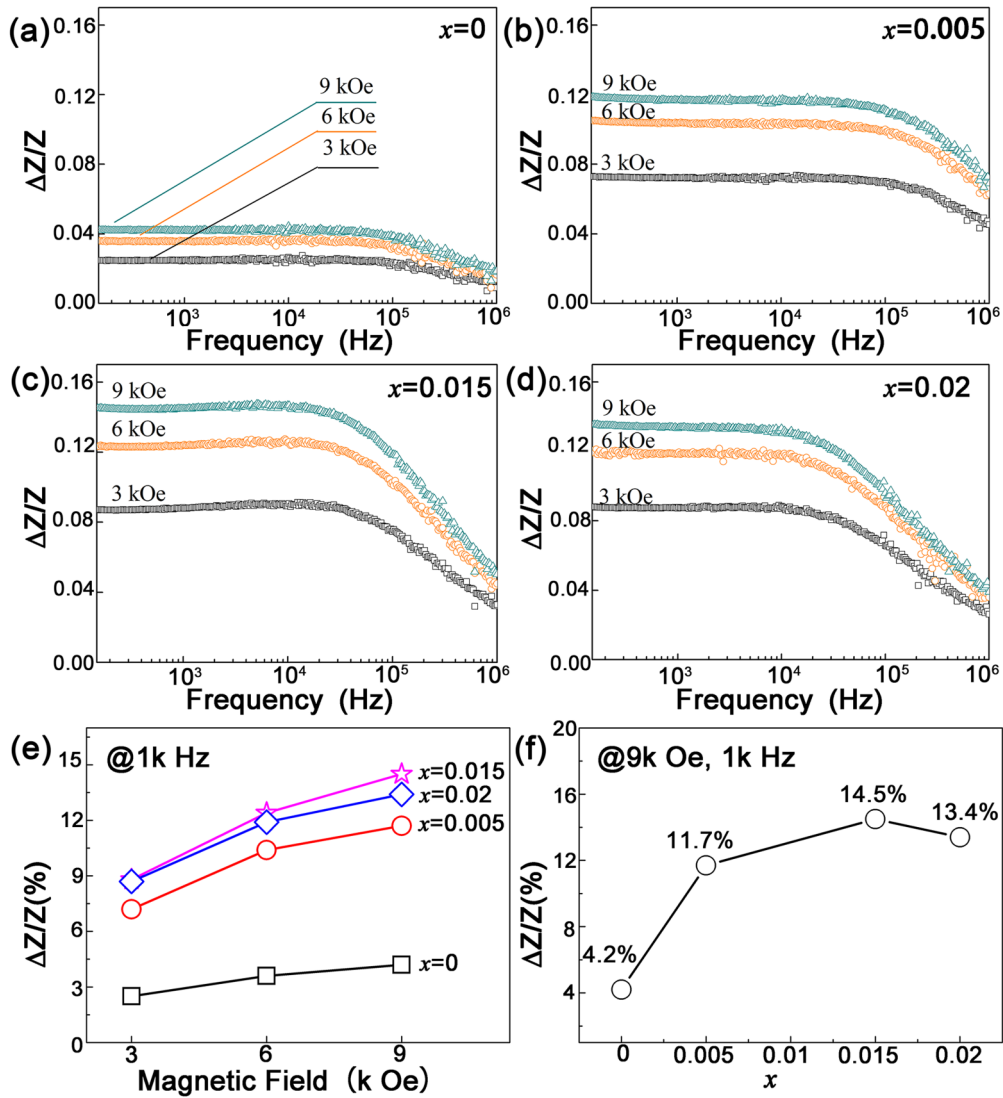 (a)
x=0
0.16
0.12
0.08
0.04
0.00
ΔZ/Z
9 kOe
6 kOe
3 kOe
10³ 10⁴ 10⁵ 10⁶
Frequency (Hz)
(b)
x=0.005
0.16
0.12
0.08
0.04
0.00
ΔZ/Z
9 kOe
6 kOe
3 kOe
10³ 10⁴ 10⁵ 10⁶
Frequency (Hz)
(c)
x=0.015
0.16
0.12
0.08
0.04
0.00
ΔZ/Z
9 kOe
6 kOe
3 kOe
10³ 10⁴ 10⁵ 10⁶
Frequency (Hz)
(d)
x=0.02
0.16
0.12
0.08
0.04
0.00
ΔZ/Z
9 kOe
6 kOe
3 kOe
10³ 10⁴ 10⁵ 10⁶
Frequency (Hz)
(e)
@1k Hz
15
12
9
6
3
0
ΔZ/Z(%)
x=0.015
x=0.02
x=0.005
x=0
3 6 9
Magnetic Field (k Oe)
(f)
@9k Oe, 1k Hz
20
16
12
8
4
ΔZ/Z(%)
4.2%
11.7%
14.5%
13.4%
0 0.005 0.01 0.015 0.02
x